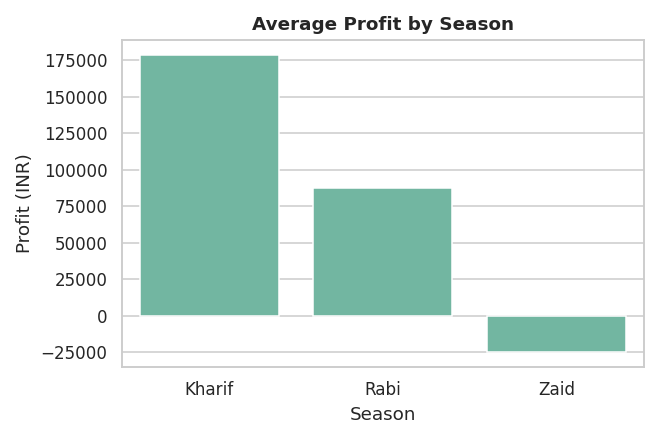 Average Profit by Season
Profit (INR)
175000
150000
125000
100000
75000
50000
25000
0
−25000
Kharif
Rabi
Zaid
Season